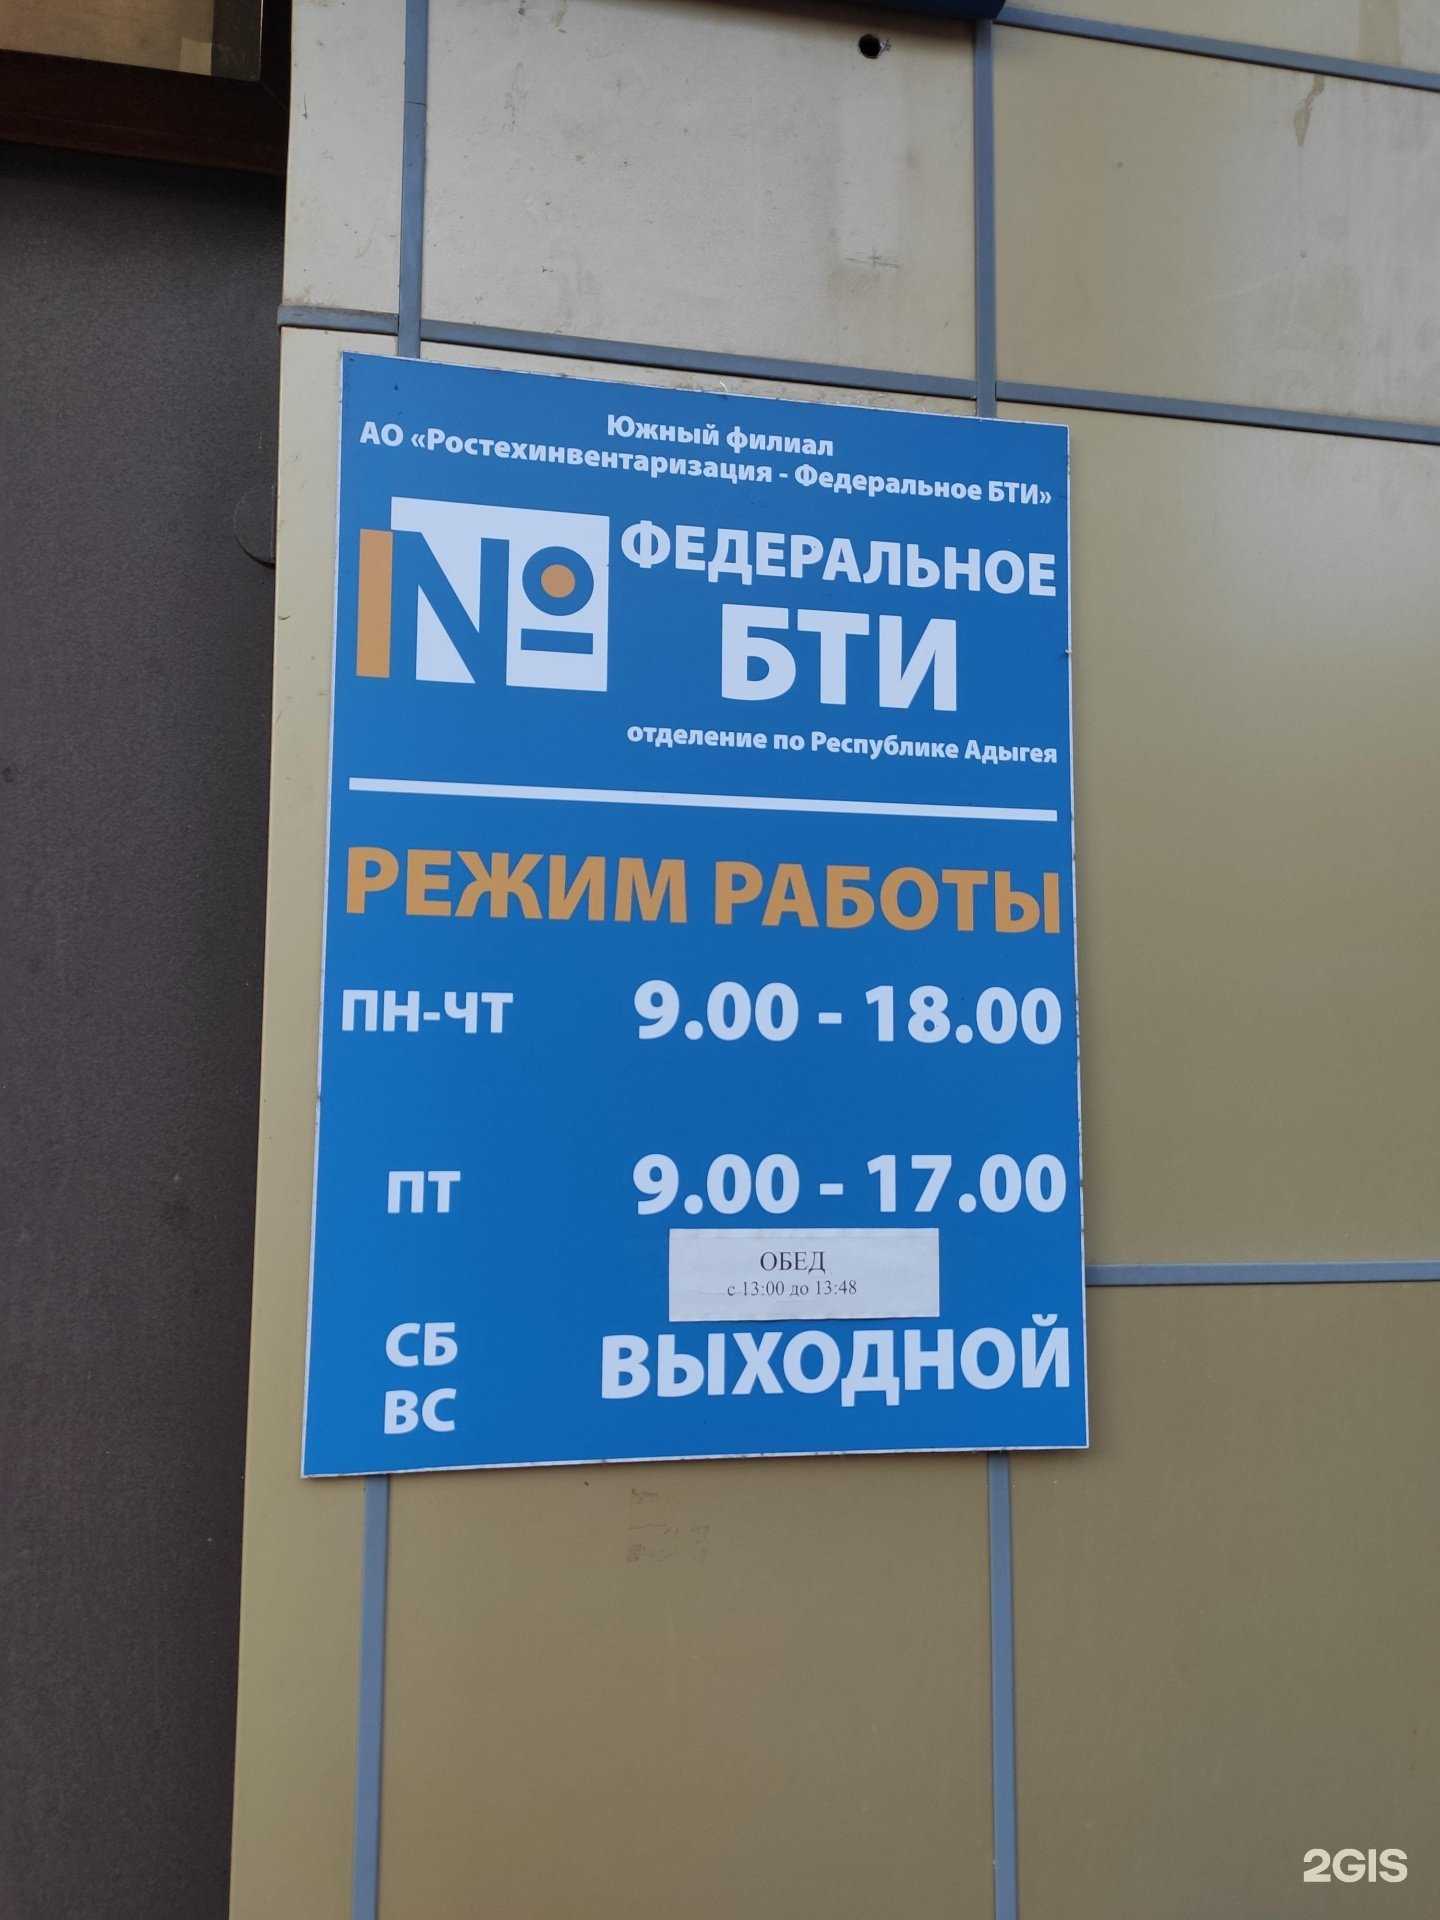 Южный филиал
АО «Ростехинвентаризация - Федеральное БТИ»
№
ФЕДЕРАЛЬНОЕ
БТИ
отделение по Республике Адыгея
РЕЖИМ РАБОТЫ
ПН-ЧТ 9.00 - 18.00
ПТ 9.00 - 17.00
ОБЕД
с 13:00 до 13:48
СБ ВЫХОДНОЙ
ВС
2GIS